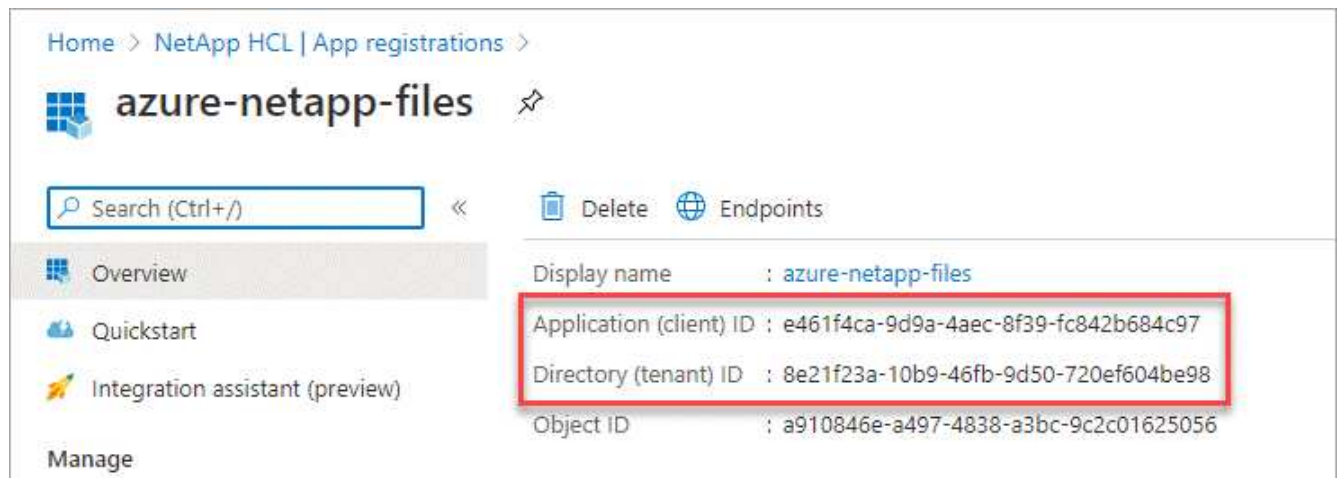 Home > NetApp HCL | App registrations >
azure-netapp-files
Search (Ctrl+/)
«
Delete
Endpoints
Overview
Quickstart
Integration assistant (preview)
Manage
Display name : azure-netapp-files
Application (client) ID : e461f4ca-9d9a-4aec-8f39-fc842b684c97
Directory (tenant) ID : 8e21f23a-10b9-46fb-9d50-720ef604be98
Object ID : a910846e-a497-4838-a3bc-9c2c01625056